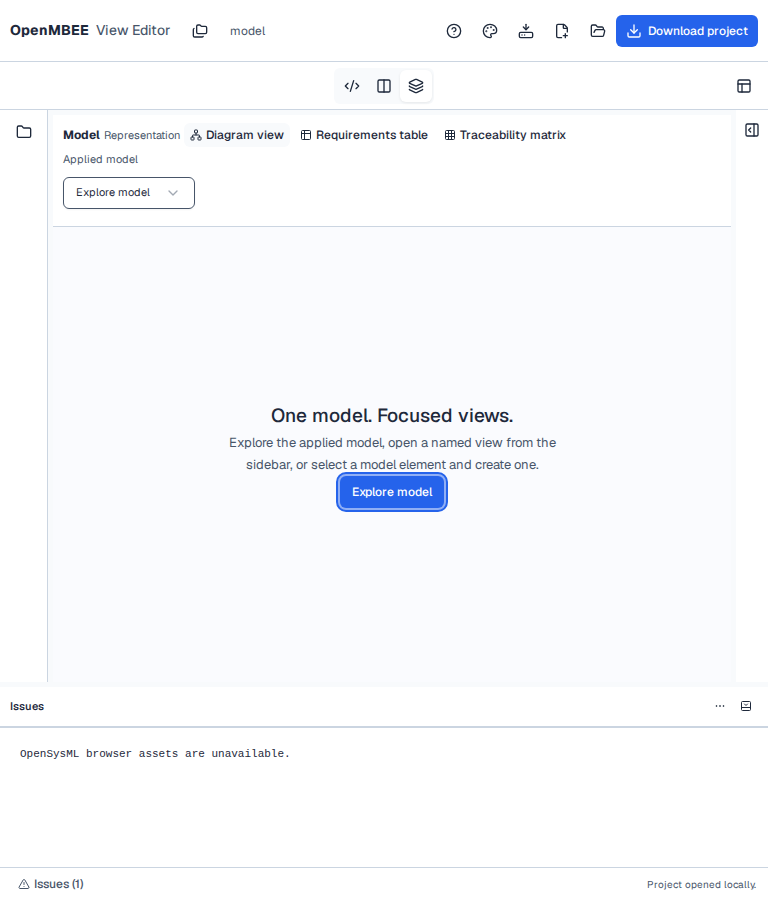 OpenMBEE View Editor model Download project
Model Representation Diagram view Requirements table Traceability matrix
Applied model
Explore model
One model. Focused views.
Explore the applied model, open a named view from the
sidebar, or select a model element and create one.
Explore model
Issues
OpenSysML browser assets are unavailable.
Issues (1) Project opened locally.